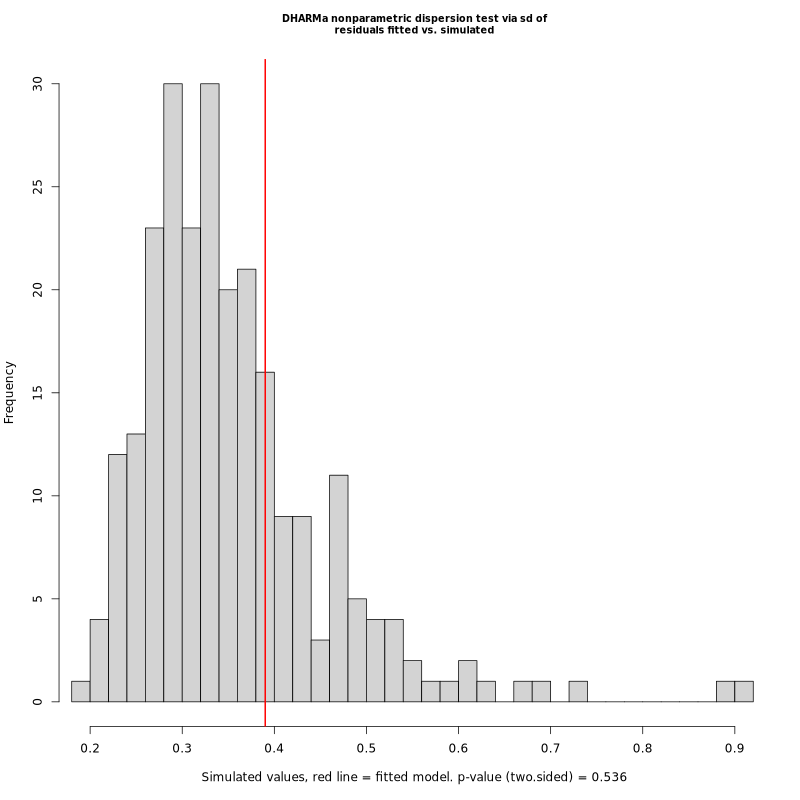 DHARMa nonparametric dispersion test via sd of
residuals fitted vs. simulated
Frequency
30
25
20
15
10
5
0
0.2 0.3 0.4 0.5 0.6 0.7 0.8 0.9
Simulated values, red line = fitted model. p-value (two.sided) = 0.536